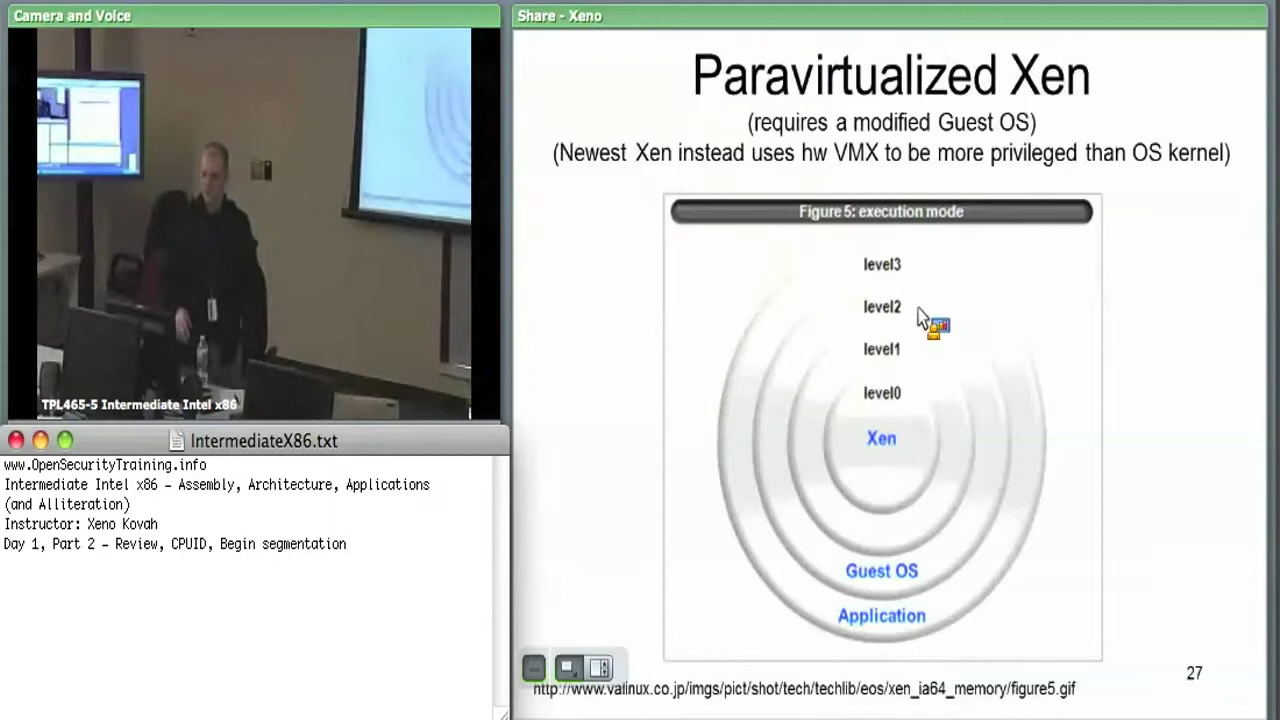 Camera and Voice
TPL465-5 Intermediate Intel x86
IntermediateX86.txt
www.OpenSecurityTraining.info
Intermediate Intel x86 – Assembly, Architecture, Applications
(and Alliteration)
Instructor: Xeno Kovah
Day 1, Part 2 – Review, CPUID, Begin segmentation
Share - Xeno
Paravirtualized Xen
(requires a modified Guest OS)
(Newest Xen instead uses hw VMX to be more privileged than OS kernel)
Figure 5: execution mode
level3
level2
level1
level0
Xen
Guest OS
Application
27
http://www.valinux.co.jp/imgs/pict/shot/tech/techlib/eos/xen_ia64_memory/figure5.gif